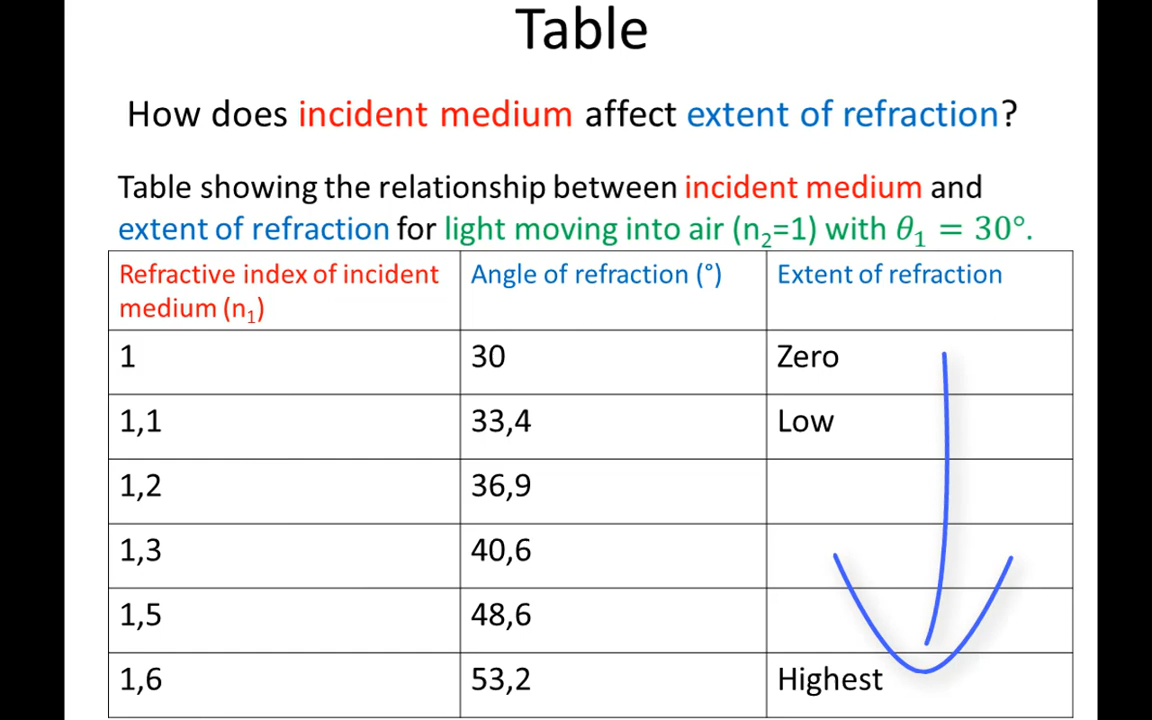 Table
How does incident medium affect extent of refraction?
Table showing the relationship between incident medium and
extent of refraction for light moving into air (n₂=1) with θ₁ = 30°.
Refractive index of incident medium (n₁) Angle of refraction (°) Extent of refraction
1 30 Zero
1,1 33,4 Low
1,2 36,9
1,3 40,6
1,5 48,6
1,6 53,2 Highest